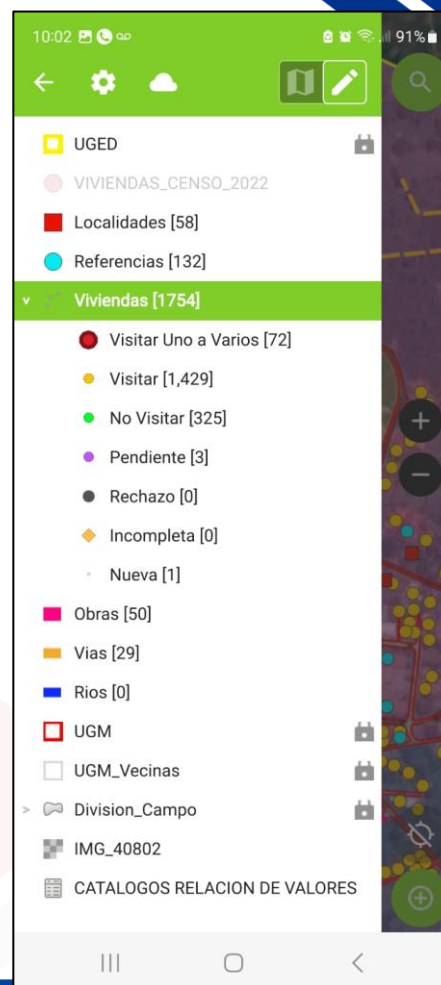 10:02 91%
UGED
VIVIENDAS_CENSO_2022
Localidades [58]
Referencias [132]
Viviendas [1754]
Visitar Uno a Varios [72]
Visitar [1,429]
No Visitar [325]
Pendiente [3]
Rechazo [0]
Incompleta [0]
Nueva [1]
Obras [50]
Vias [29]
Rios [0]
UGM
UGM_Vecinas
Division_Campo
IMG_40802
CATALOGOS RELACION DE VALORES